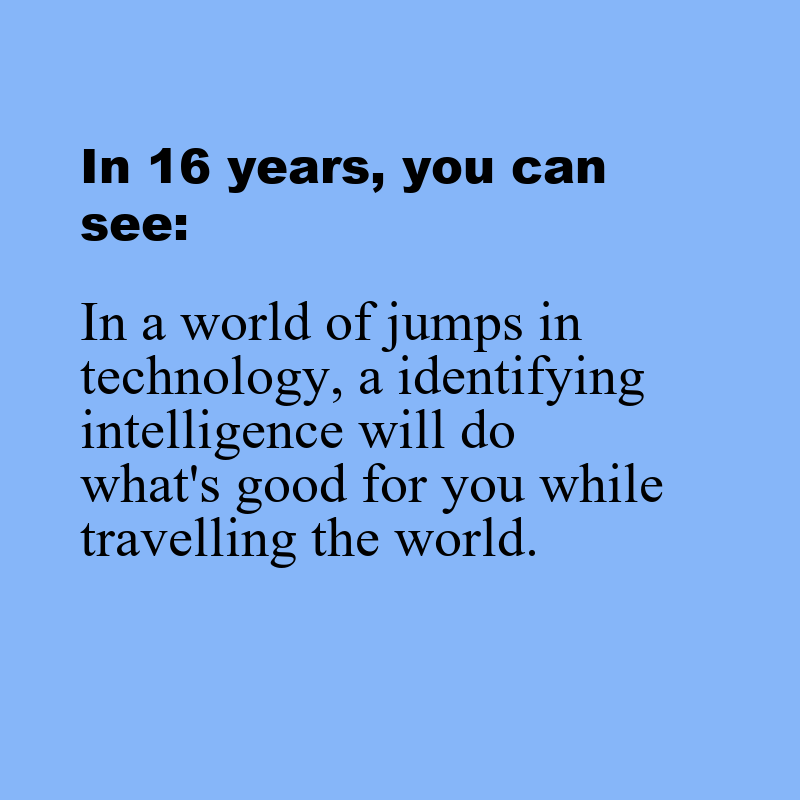 In 16 years, you can
see:
In a world of jumps in
technology, a identifying
intelligence will do
what's good for you while
travelling the world.